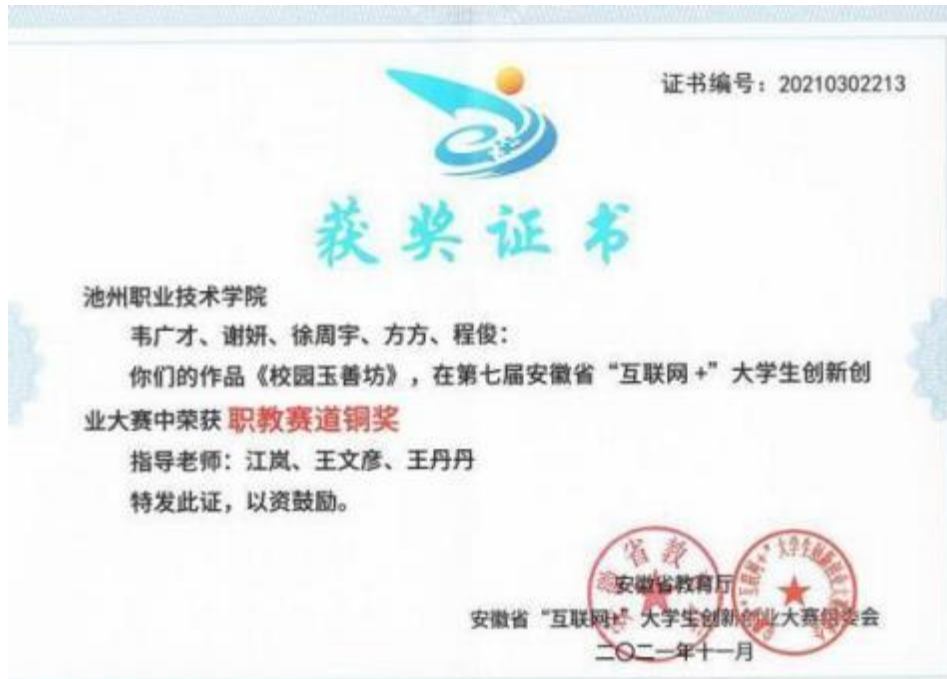 证书编号：20210302213
获奖证书
池州职业技术学院
韦广才、谢妍、徐周宇、方方、程俊：
你们的作品《校园玉善坊》，在第七届安徽省“互联网+”大学生创新创
业大赛中荣获 职教赛道铜奖
指导老师：江岚、王文彦、王丹丹
特发此证，以资鼓励。
安徽省教育厅
安徽省“互联网+”大学生创新创业大赛组委会
二〇二一年十一月